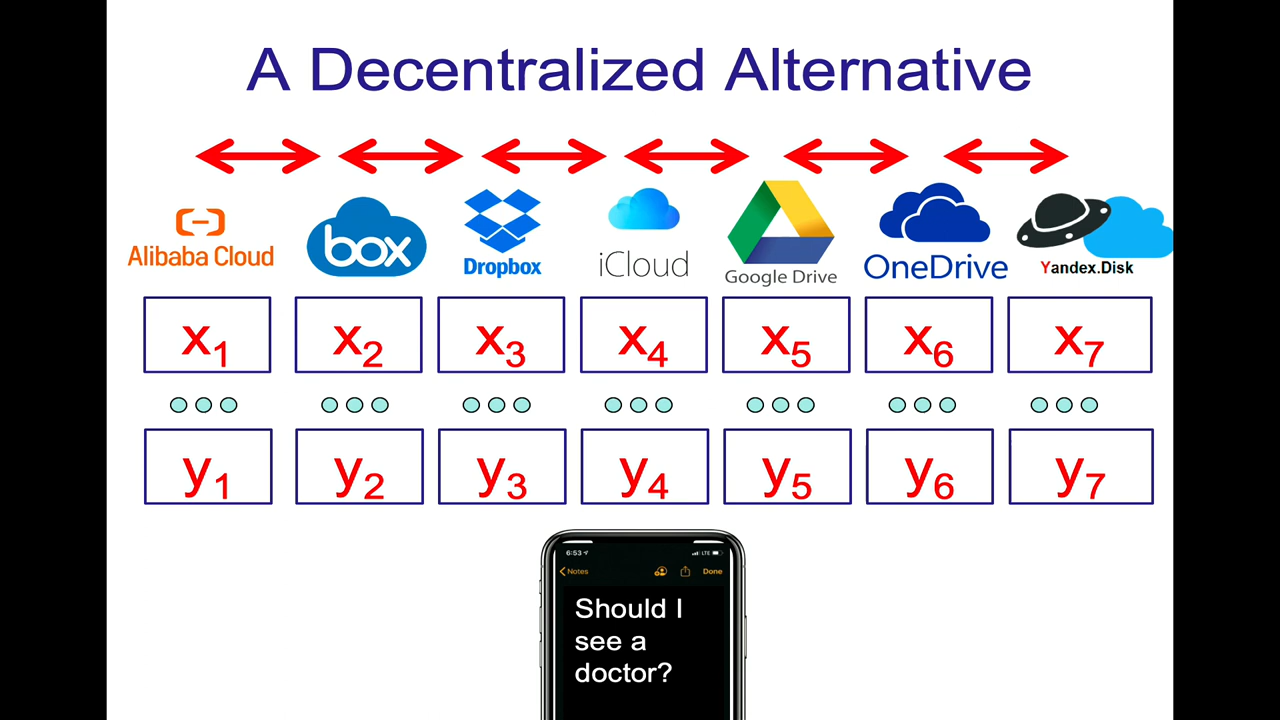 A Decentralized Alternative
Alibaba Cloud
box
Dropbox
iCloud
Google Drive
OneDrive
Yandex.Disk
x1 x2 x3 x4 x5 x6 x7
y1 y2 y3 y4 y5 y6 y7
6:53 LTE
Notes Done
Should I
see a
doctor?